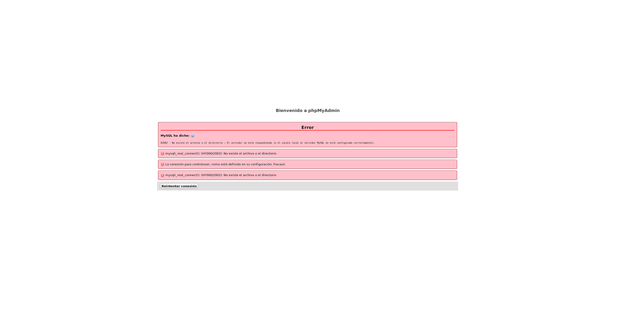 Bienvenido a phpMyAdmin
Error
MySQL ha dicho:
#2002 - No existe el archivo o el directorio - El servidor no está respondiendo (o el socket local al servidor MySQL no está configurado correctamente).
mysqli_real_connect(): (HY000/2002): No existe el archivo o el directorio
La conexión para controluser, como está definida en su configuración, fracasó.
mysqli_real_connect(): (HY000/2002): No existe el archivo o el directorio
Reintentar conexión